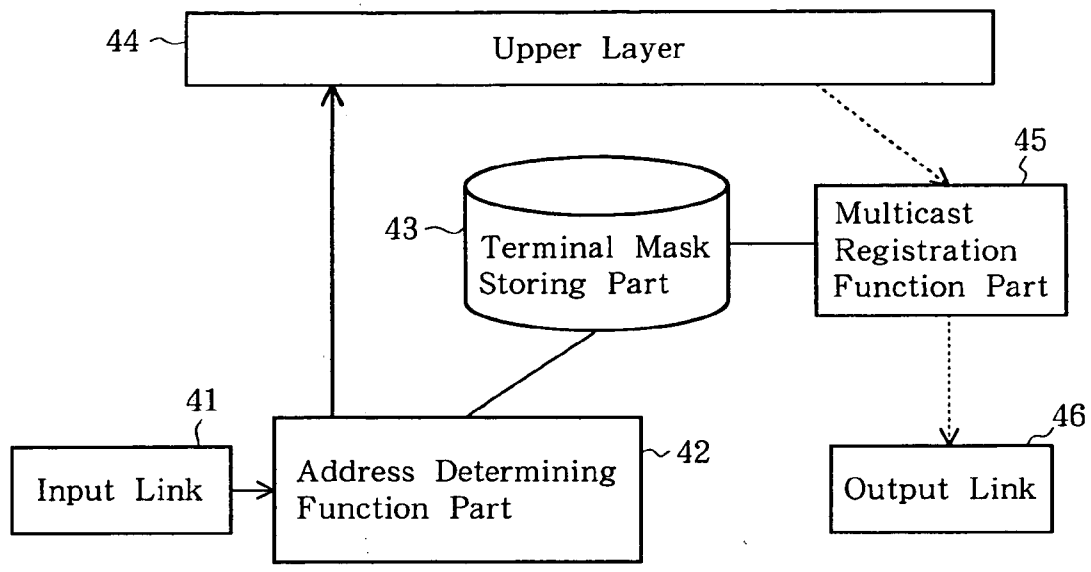 44
Upper Layer
45
43
Terminal Mask
Storing Part
Multicast
Registration
Function Part
41
Input Link
42
Address Determining
Function Part
46
Output Link